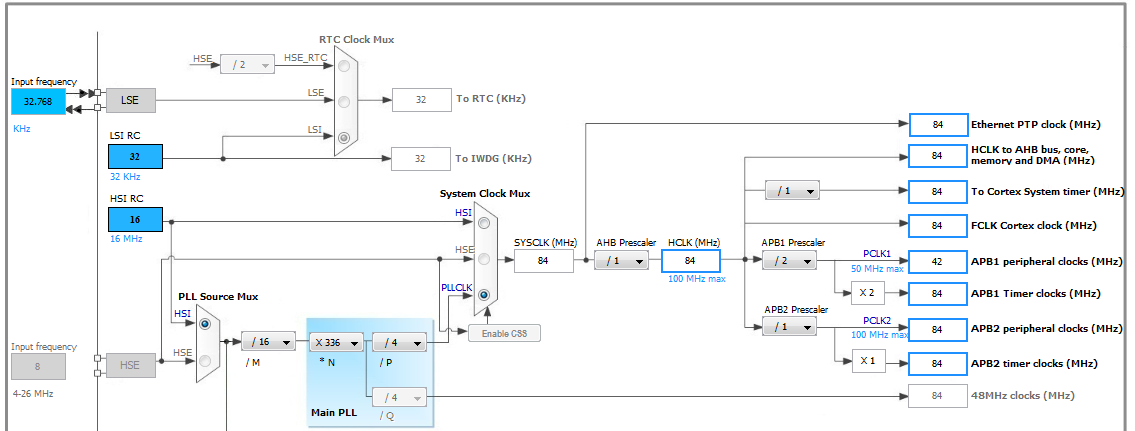 RTC Clock Mux
HSE
/ 2
HSE_RTC
Input frequency
32.768
KHz
LSE
LSE
32
To RTC (KHz)
LSI RC
32
32 KHz
LSI
32
To IWDG (KHz)
84
Ethernet PTP clock (MHz)
84
HCLK to AHB bus, core,
memory and DMA (MHz)
HSI RC
16
16 MHz
System Clock Mux
HSI
HSE
PLLCLK
SYSCLK (MHz)
84
AHB Prescaler
/ 1
HCLK (MHz)
84
100 MHz max
/ 1
84
To Cortex System timer (MHz)
84
FCLK Cortex clock (MHz)
APB1 Prescaler
/ 2
PCLK1
50 MHz max
42
APB1 peripheral clocks (MHz)
X 2
84
APB1 Timer clocks (MHz)
APB2 Prescaler
/ 1
PCLK2
100 MHz max
84
APB2 peripheral clocks (MHz)
X 1
84
APB2 timer clocks (MHz)
PLL Source Mux
HSI
HSE
Enable CSS
Input frequency
8
4-26 MHz
HSE
/ 16
/ M
X 336
* N
/ 4
/ P
/ 4
/ Q
Main PLL
84
48MHz clocks (MHz)